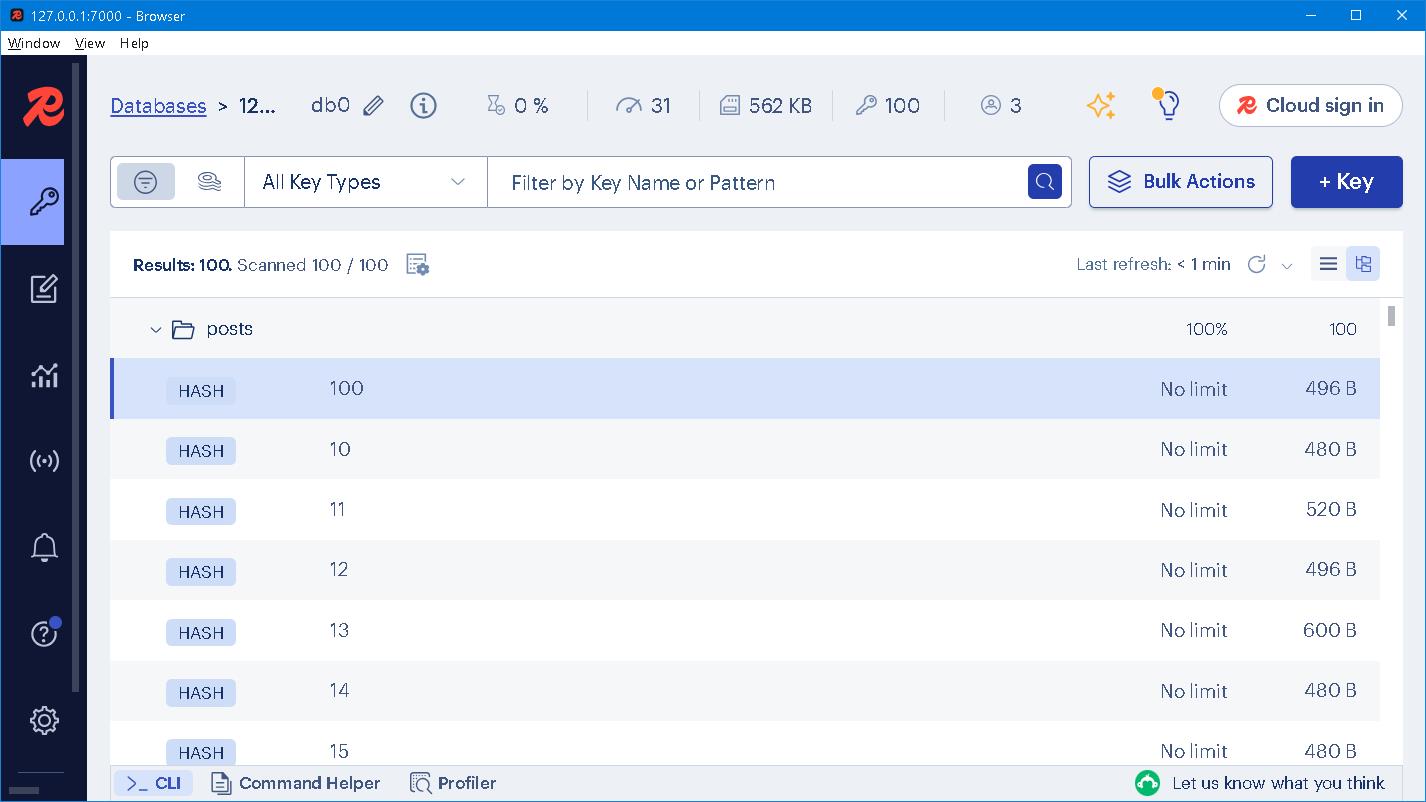 127.0.0.1:7000 - Browser
Window View Help
Databases > 12... db0 0 % 31 562 KB 100 3 Cloud sign in
All Key Types Filter by Key Name or Pattern Bulk Actions + Key
Results: 100. Scanned 100 / 100 Last refresh: < 1 min
posts 100% 100
HASH 100 No limit 496 B
HASH 10 No limit 480 B
HASH 11 No limit 520 B
HASH 12 No limit 496 B
HASH 13 No limit 600 B
HASH 14 No limit 480 B
HASH 15 No limit 480 B
>_ CLI Command Helper Profiler Let us know what you think